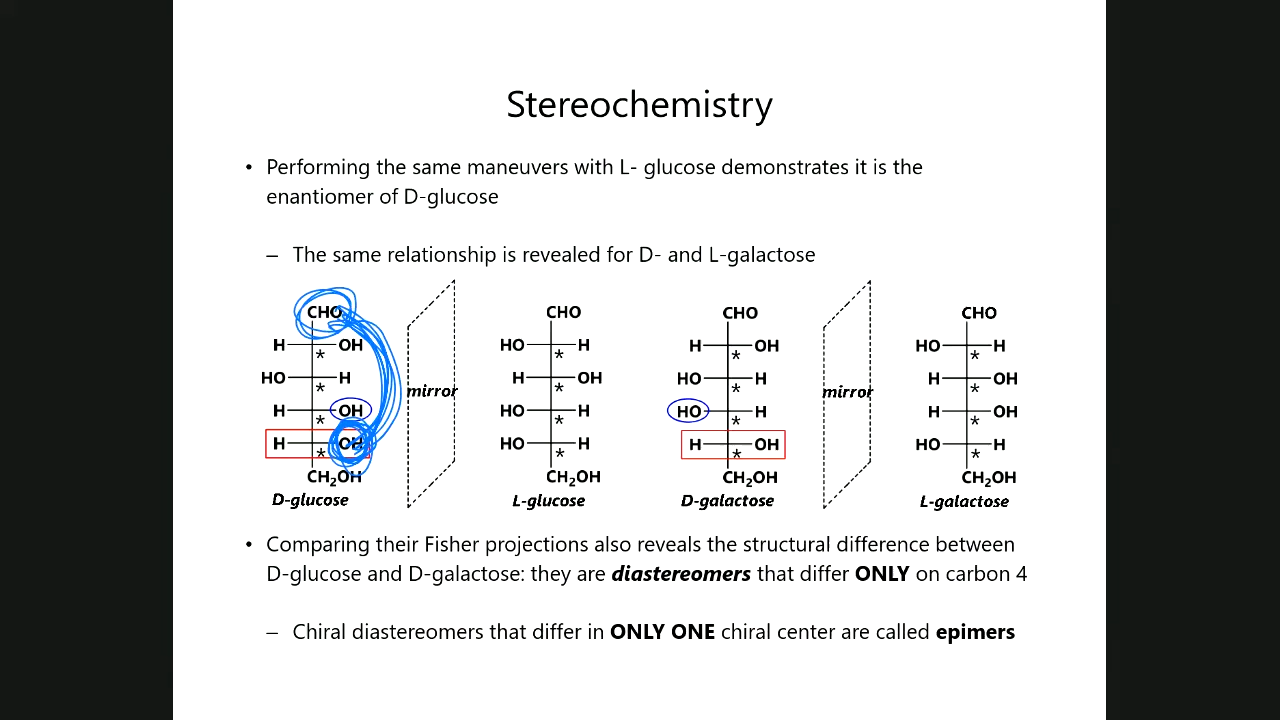 Stereochemistry
• Performing the same maneuvers with L- glucose demonstrates it is the
enantiomer of D-glucose
– The same relationship is revealed for D- and L-galactose
CHO CHO CHO CHO
H OH HO H H OH HO H
* * * *
HO H H OH HO H H OH
* * * *
mirror mirror
H OH HO H HO H H OH
* * * *
H OH HO H H OH HO H
* * * *
CH₂OH CH₂OH CH₂OH CH₂OH
D-glucose L-glucose D-galactose L-galactose
• Comparing their Fisher projections also reveals the structural difference between
D-glucose and D-galactose: they are diastereomers that differ ONLY on carbon 4
– Chiral diastereomers that differ in ONLY ONE chiral center are called epimers